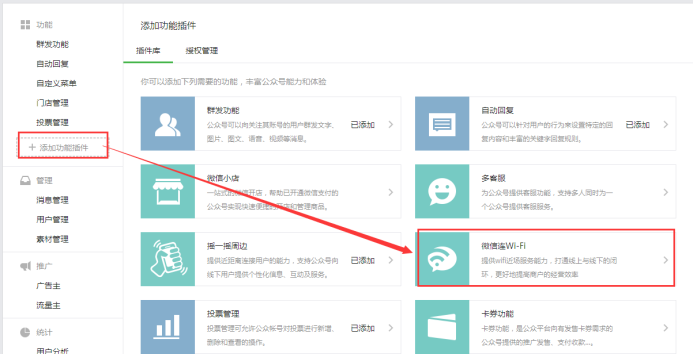 功能
群发功能
自动回复
自定义菜单
门店管理
投票管理
+ 添加功能插件
管理
消息管理
用户管理
素材管理
推广
广告主
流量主
统计
用户分析
添加功能插件
插件库 授权管理
你可以添加下列需要的功能，丰富公众号能力和体验
群发功能
公众号可以向关注其帐号的用户群发文字、
图片、图文、语音、视频等消息。
已添加
自动回复
公众号可以针对用户的行为来设置特定的回
复内容和丰富的关键字回复规则。
已添加
微信小店
一站式的微信开店，帮助已开通微信支付的
公众号实现快速便捷的开店和管理商品。
多客服
为公众号提供客服功能，支持多人同时为一
个公众号提供客服服务。
摇一摇周边
提供近距离连接用户的能力，支持公众号向
线下用户提供个性化信息、互动及服务。
已添加
微信连Wi-Fi
提供wifi近场服务能力，打通线上与线下的闭
环，更好地提高商户的经营效率
投票管理
投票管理可允许公众帐号对投票进行新增、
删除和查看的操作。
已添加
卡券功能
卡券功能，是公众平台向有发售卡券需求的
公众号提供的推广发售、支付收款...。